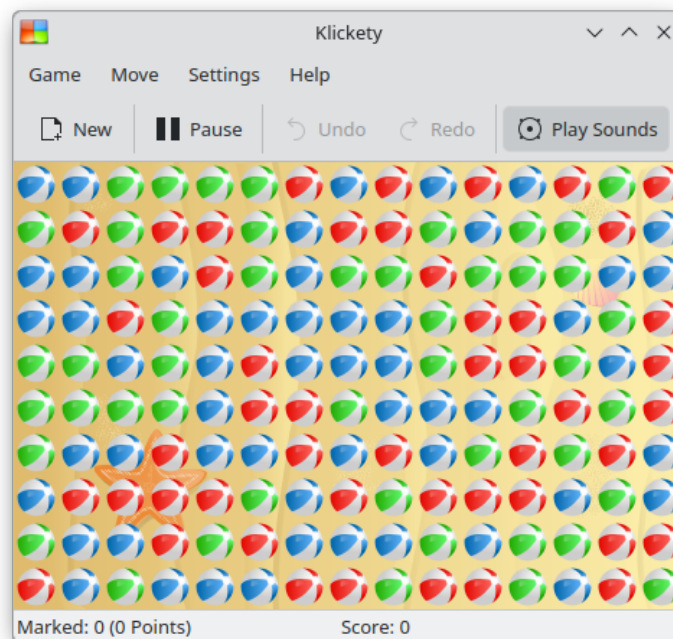 Klickety
Game Move Settings Help
New Pause Undo Redo Play Sounds
Marked: 0 (0 Points) Score: 0